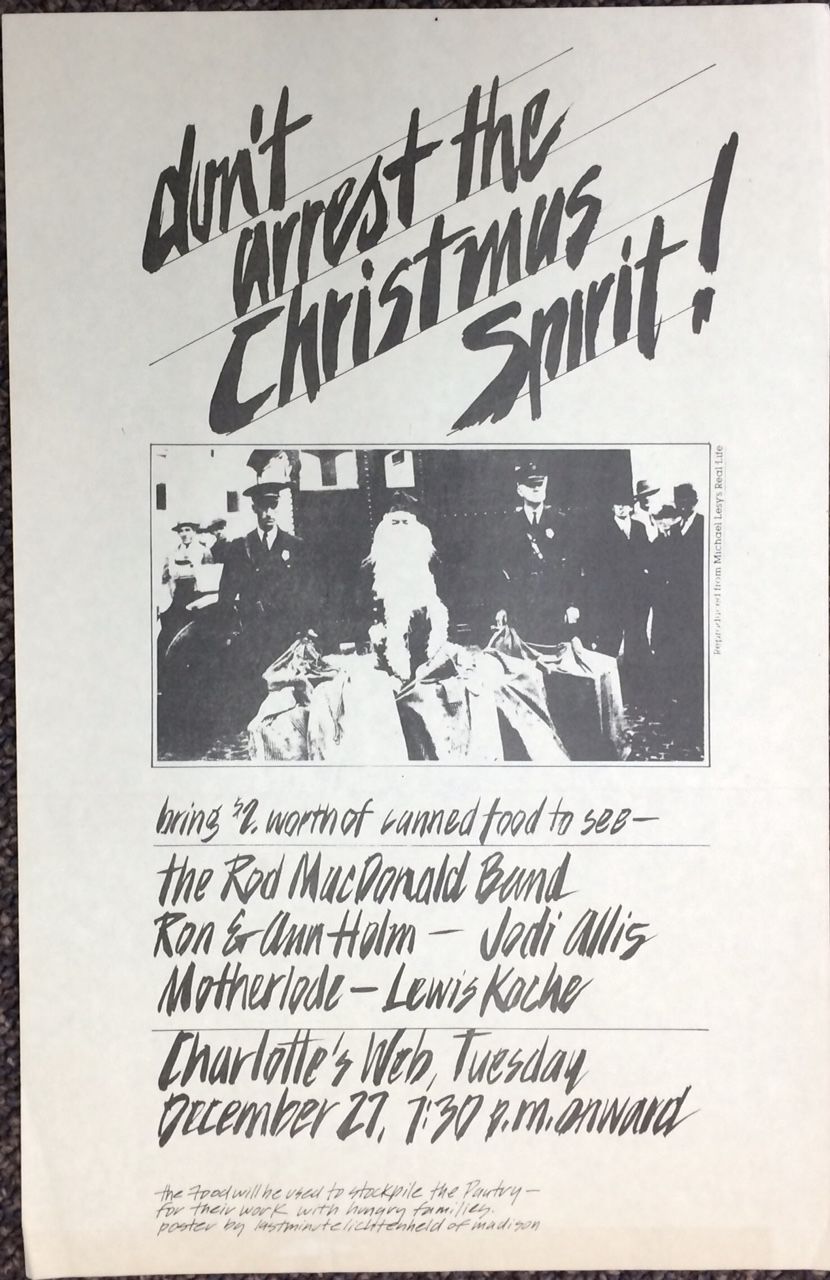 don't
arrest the
Christmas
Spirit!
Reproduced from Michael Lesy's Real Life
bring $2. worth of canned food to see—
the Rod MacDonald Band
Ron & Ann Holm — Jodi Allis
Motherlode — Lewis Koche
Charlotte's Web, Tuesday
December 27, 7:30 p.m. onward
the Food will be used to stockpile the Pantry—
for their work with hungry families.
poster by lastminute lichtenheld of madison